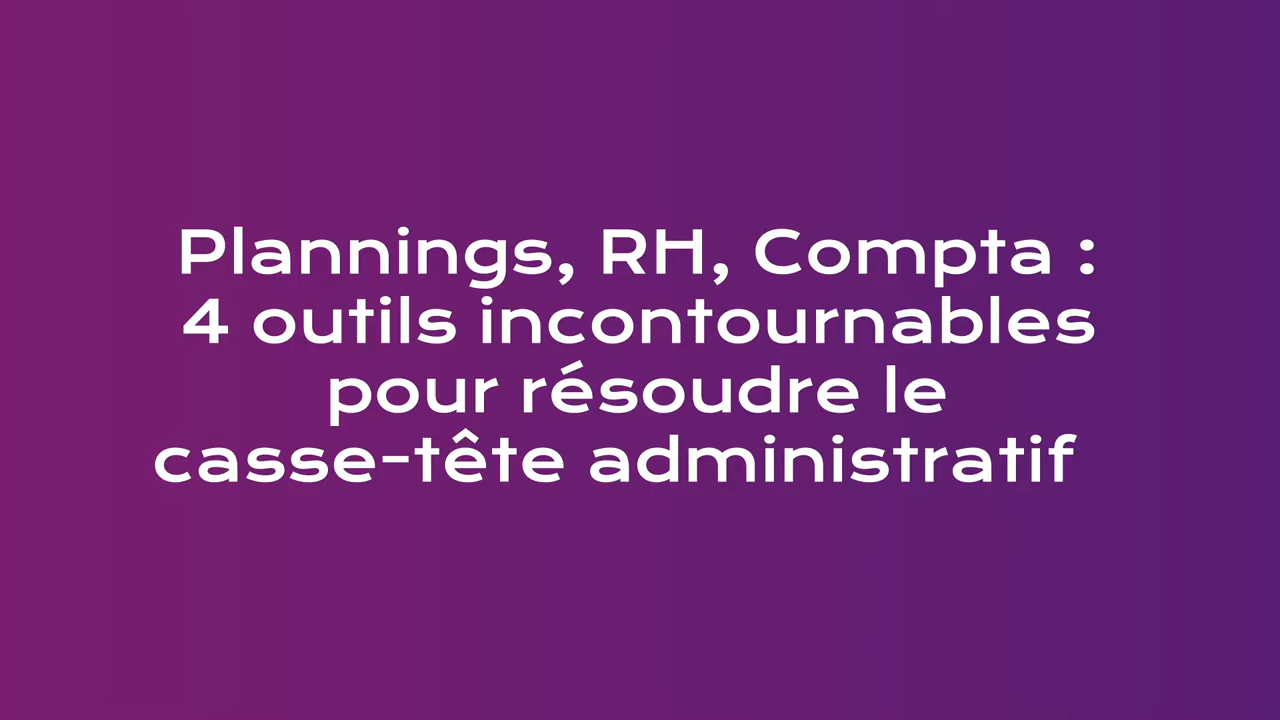 Plannings, RH, Compta :
4 outils incontournables
pour résoudre le
casse-tête administratif